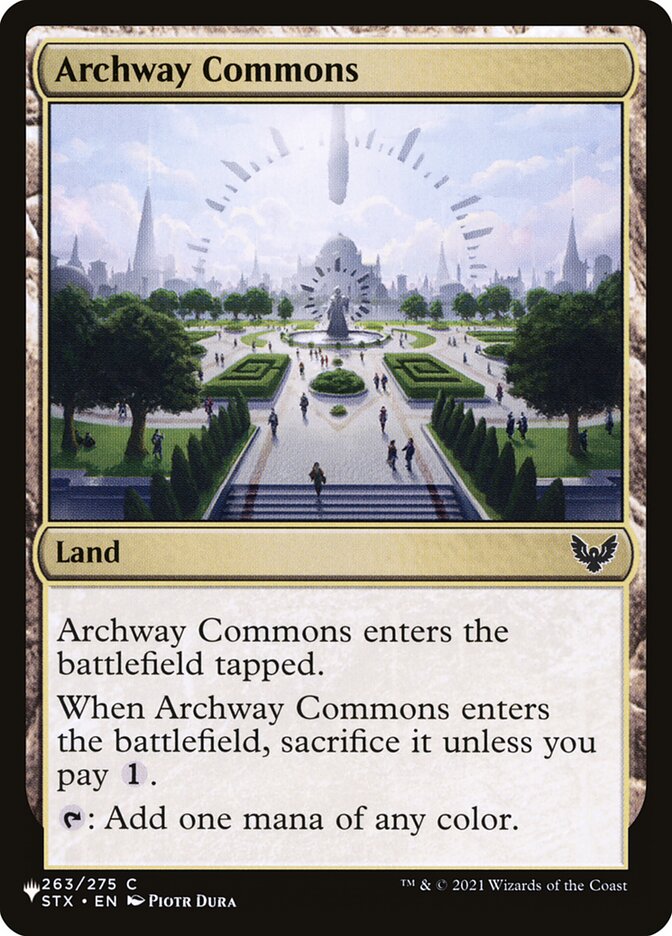 Archway Commons
Land
Archway Commons enters the
battlefield tapped.
When Archway Commons enters
the battlefield, sacrifice it unless you
pay 1.
: Add one mana of any color.
263/275 C
STX • EN Piotr Dura
™ & © 2021 Wizards of the Coast